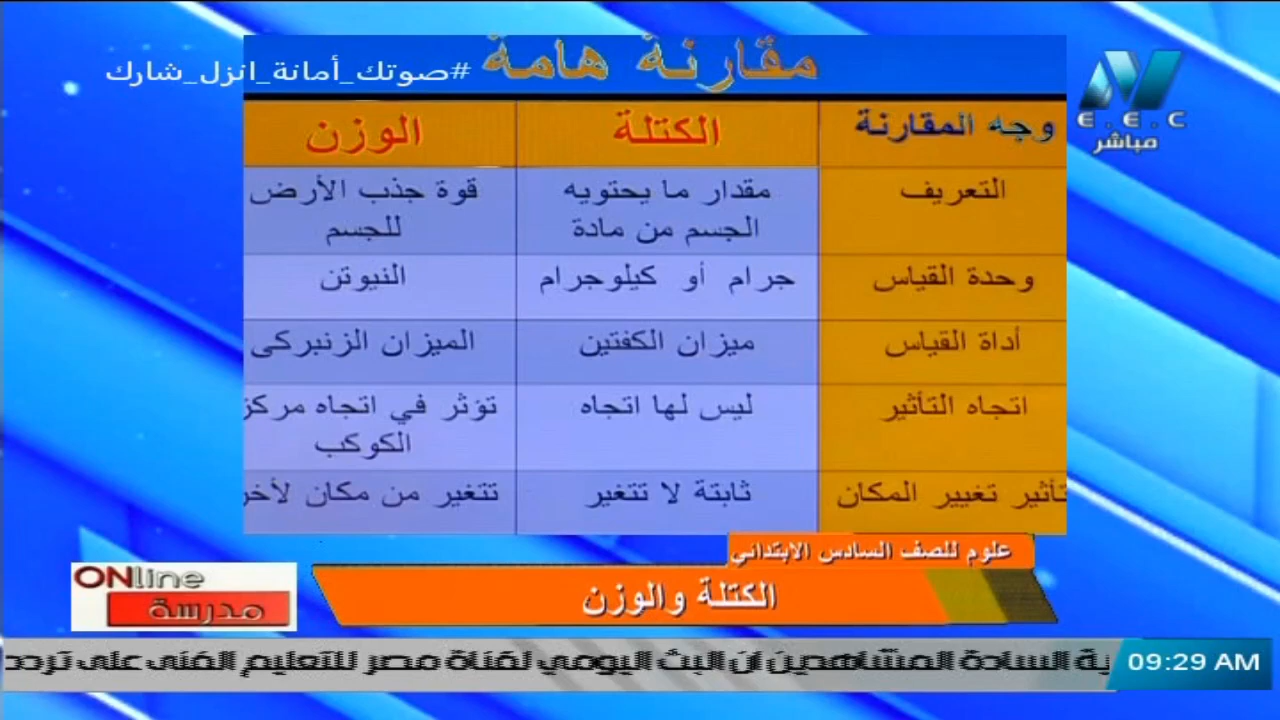 #صوتك_أمانة_انزل_شارك
مقارنة هامة
N
E.E.C
مباشر
وجه المقارنة
الكتلة
الوزن
التعريف
مقدار ما يحتويه
الجسم من مادة
قوة جذب الأرض
للجسم
وحدة القياس
جرام أو كيلوجرام
النيوتن
أداة القياس
ميزان الكفتين
الميزان الزنبركى
اتجاه التأثير
ليس لها اتجاه
تؤثر في اتجاه مركز
الكوكب
تأثير تغيير المكان
ثابتة لا تتغير
تتغير من مكان لأخر
علوم للصف السادس الابتدائي
الكتلة والوزن
ONline
مدرسة
ية السادة المشاهدين ان البث اليومي لقناة مصر للتعليم الفنى على تردد
09:29 AM